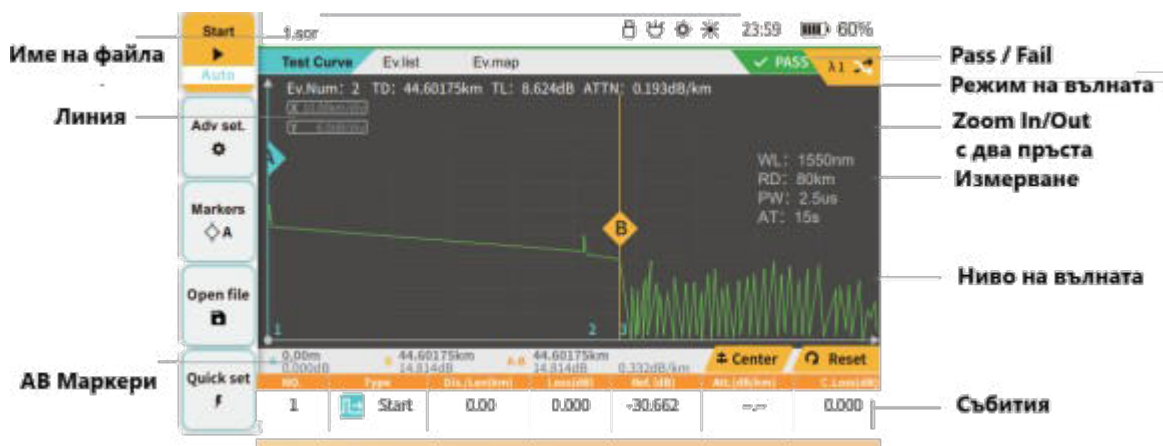 Start
Auto
Adv set.
Markers
A
Open file
Quick set
Име на файла
Линия
АВ Маркери
1.sor
23:59
60%
Test Curve
Ev.list
Ev.map
PASS
λ1
Ev.Num: 2 TD: 44.60175km TL: 8.624dB ATTN: 0.193dB/km
X
Y
A
WL: 1550nm
RD: 80km
PW: 2.5us
AT: 15s
B
1
2
3
0.00m
44.60175km
A-B
44.60175km
0.000dB
14.814dB
14.814dB
0.332dB/km
Center
Reset
NO.
Type
Dis./Len(km)
Loss(dB)
Ref.(dB)
Att.(dB/km)
C.Loss(dB)
1
Start
0.00
0.000
-30.662
--.--
0.000
Pass / Fail
Режим на вълната
Zoom In/Out
с два пръста
Измерване
Ниво на вълната
Събития